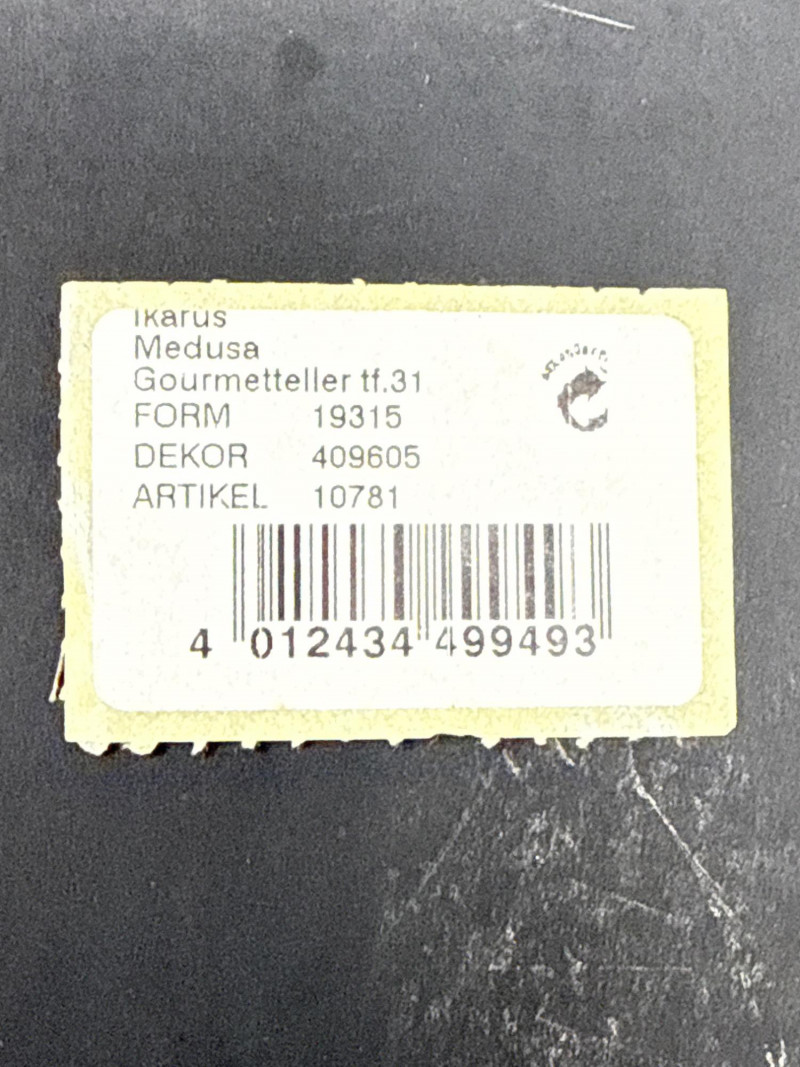 Ikarus
Medusa
Gourmetteller tf.31
FORM 19315
DEKOR 409605
ARTIKEL 10781
4 012434 499493